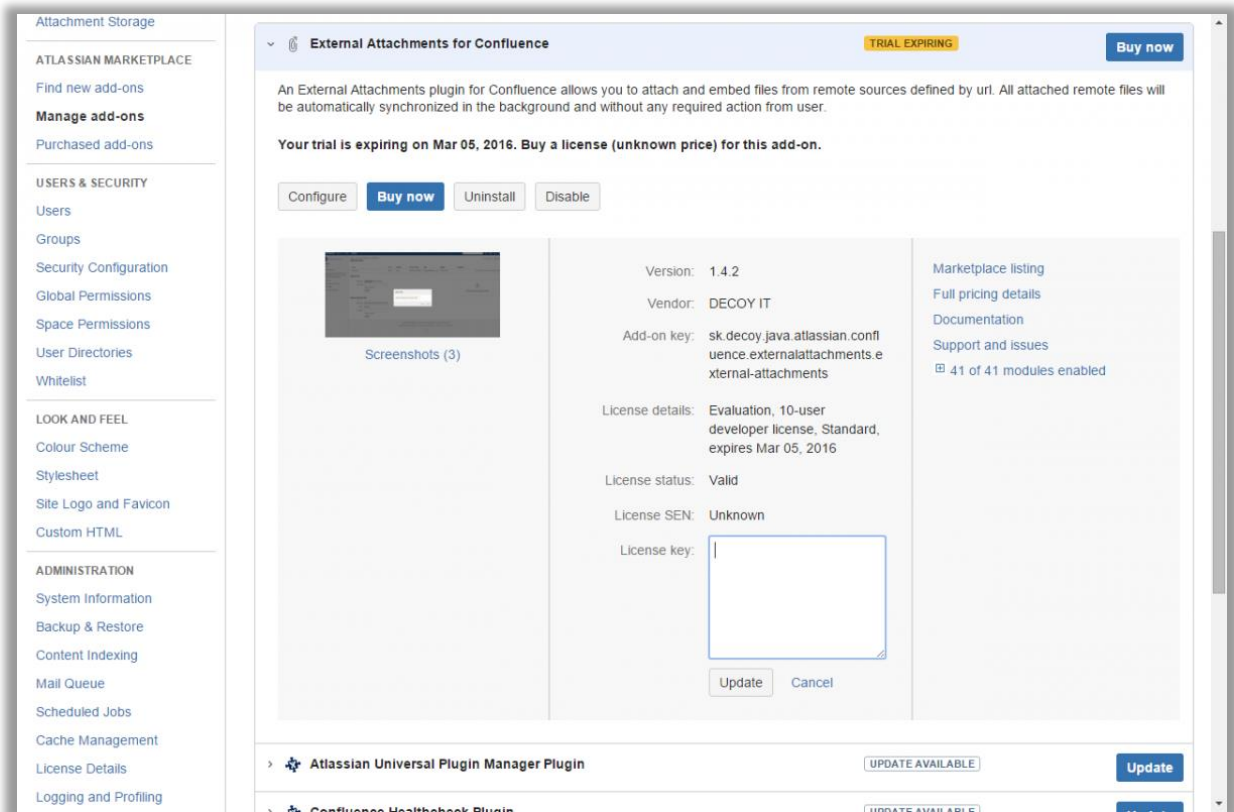 Attachment Storage
ATLASSIAN MARKETPLACE
Find new add-ons
Manage add-ons
Purchased add-ons
USERS & SECURITY
Users
Groups
Security Configuration
Global Permissions
Space Permissions
User Directories
Whitelist
LOOK AND FEEL
Colour Scheme
Stylesheet
Site Logo and Favicon
Custom HTML
ADMINISTRATION
System Information
Backup & Restore
Content Indexing
Mail Queue
Scheduled Jobs
Cache Management
License Details
Logging and Profiling
External Attachments for Confluence
TRIAL EXPIRING
Buy now
An External Attachments plugin for Confluence allows you to attach and embed files from remote sources defined by url. All attached remote files will
be automatically synchronized in the background and without any required action from user.
Your trial is expiring on Mar 05, 2016. Buy a license (unknown price) for this add-on.
Configure
Buy now
Uninstall
Disable
Screenshots (3)
Version: 1.4.2
Vendor: DECOY IT
Add-on key: sk.decoy.java.atlassian.confl
uence.externalattachments.e
xternal-attachments
License details: Evaluation, 10-user
developer license, Standard,
expires Mar 05, 2016
License status: Valid
License SEN: Unknown
License key:
Update
Cancel
Marketplace listing
Full pricing details
Documentation
Support and issues
41 of 41 modules enabled
Atlassian Universal Plugin Manager Plugin
UPDATE AVAILABLE
Update
Confluence Healthcheck Plugin
UPDATE AVAILABLE